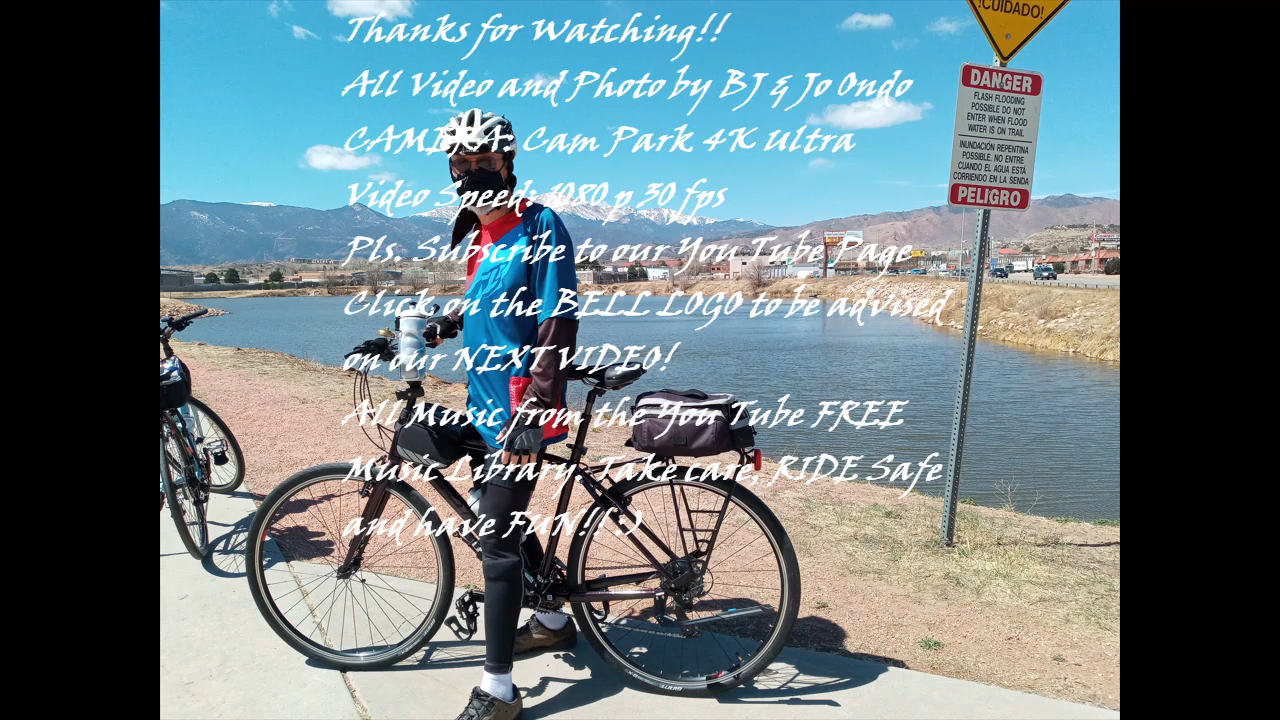 Thanks for Watching!!
All Video and Photo by BJ & Jo Ondo
CAMERA: Cam Park 4K Ultra
Video Speed: 1080 p 30 fps
Pls. Subscribe to our You Tube Page
Click on the BELL LOGO to be advised
on our NEXT VIDEO!
All Music from the You Tube FREE
Music Library. Take care, RIDE Safe
and have FUN!! :)
¡CUIDADO!
DANGER
FLASH FLOODING
POSSIBLE DO NOT
ENTER WHEN FLOOD
WATER IS ON TRAIL
INUNDACIÓN REPENTINA
POSSIBLE. NO ENTRE
CUANDO EL AGUA ESTÁ
CORRIENDO EN LA SENDA
PELIGRO